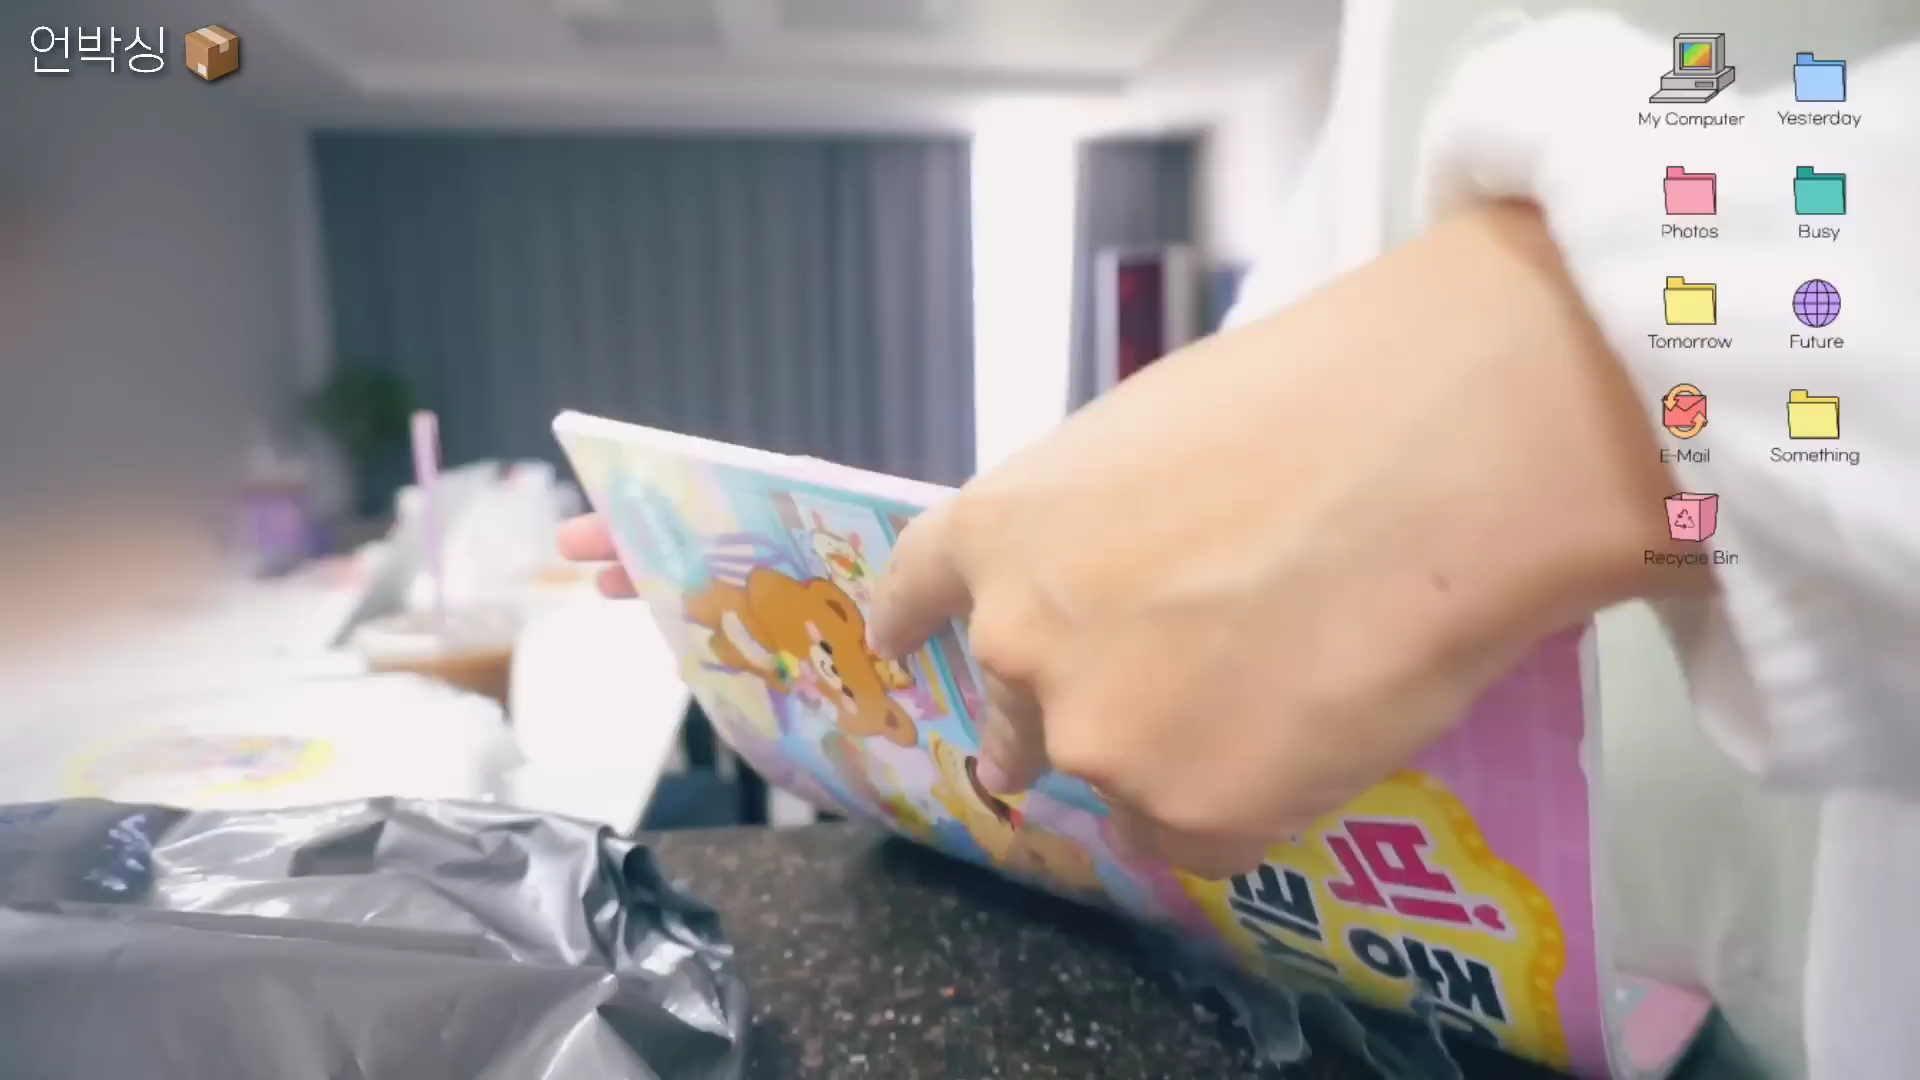 언박싱
My Computer
Yesterday
Photos
Busy
Tomorrow
Future
E-Mail
Something
Recycle Bin